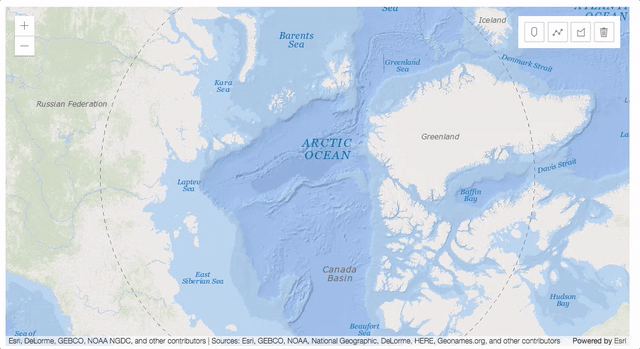 Sea
ATLANTIC
OCEAN
Iceland
Barents
Sea
Denmark Strait
Greenland
Sea
Kara
Sea
Russian Federation
Greenland
ARCTIC
OCEAN
Davis Strait
Laptev
Sea
Baffin
Bay
Canada
Basin
East
Siberian Sea
Hudson
Bay
Beaufort
Sea
Sea of
Esri, DeLorme, GEBCO, NOAA NGDC, and other contributors | Sources: Esri, GEBCO, NOAA, National Geographic, DeLorme, HERE, Geonames.org, and other contributors
Powered by Esri